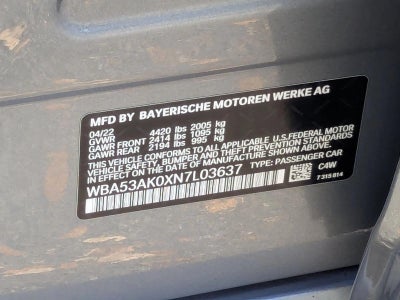 MFD BY BAYERISCHE MOTOREN WERKE AG
04/22
GVWR 4420 lbs 2005 kg
GAWR FRONT 2414 lbs 1095 kg
GAWR REAR 2194 lbs 995 kg
THIS VEHICLE CONFORMS TO ALL APPLICABLE U.S.FEDERAL MOTOR
VEHICLE SAFETY, BUMPER AND THEFT PREVENTION STANDARDS
IN EFFECT ON THE DATE OF MANUFACTURE SHOWN ABOVE.
WBA53AK0XN7L03637 TYPE: PASSENGER CAR
C4W
7 315 814